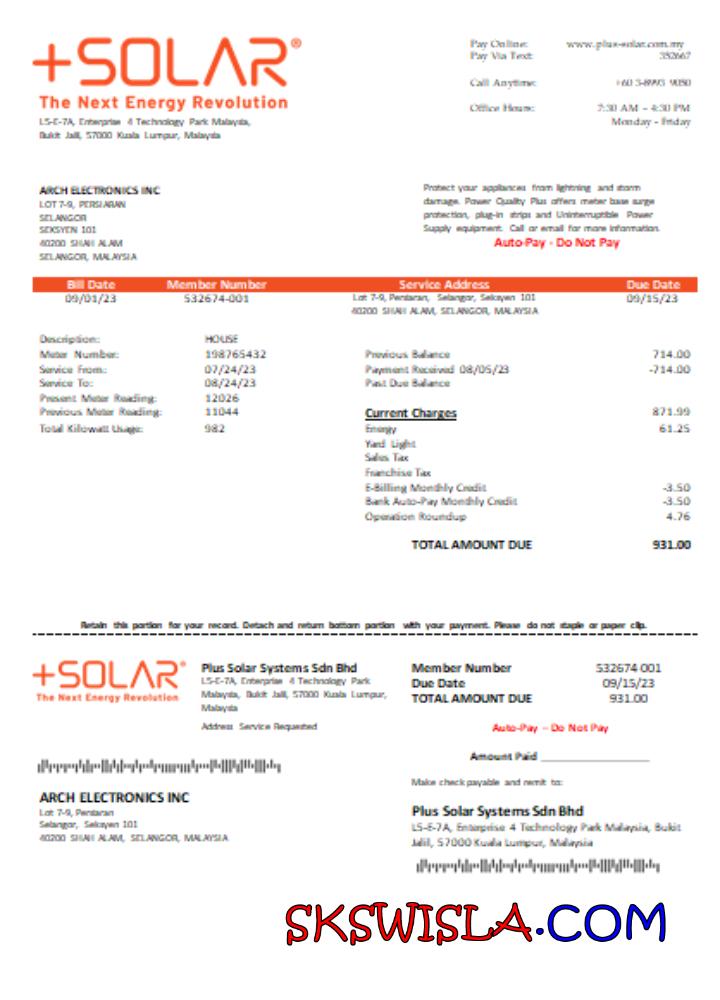 +SOLAR®
The Next Energy Revolution
L5-E-7A, Enterprise 4 Technology Park Malaysia,
Bukit Jalil, 57000 Kuala Lumpur, Malaysia
Pay Online: www.plus-solar.com.my
Pay Via Text: 352667
Call Anytime: +60 3-8993 9050
Office Hours: 7:30 AM – 4:30 PM
Monday - Friday
ARCH ELECTRONICS INC
LOT 7-9, PERSIARAN
SELANGOR
SEKSYEN 101
40200 SHAH ALAM
SELANGOR, MALAYSIA
Protect your appliances from lightning and storm
damage. Power Quality Plus offers meter base surge
protection, plug-in strips and Uninterruptible Power
Supply equipment. Call or email for more information.
Auto-Pay - Do Not Pay
Bill Date Member Number Service Address Due Date
09/01/23 532674-001 Lot 7-9, Persiaran, Selangor, Seksyen 101 09/15/23
40200 SHAH ALAM, SELANGOR, MALAYSIA
Description: HOUSE
Meter Number: 198765432
Service From: 07/24/23
Service To: 08/24/23
Present Meter Reading: 12026
Previous Meter Reading: 11044
Total Kilowatt Usage: 982
Previous Balance 714.00
Payment Received 08/05/23 -714.00
Past Due Balance
Current Charges 871.99
Energy 61.25
Yard Light
Sales Tax
Franchise Tax
E-Billing Monthly Credit -3.50
Bank Auto-Pay Monthly Credit -3.50
Operation Roundup 4.76
TOTAL AMOUNT DUE 931.00
Retain this portion for your record. Detach and return bottom portion with your payment. Please do not staple or paper clip.
+SOLAR®
The Next Energy Revolution
Plus Solar Systems Sdn Bhd
L5-E-7A, Enterprise 4 Technology Park
Malaysia, Bukit Jalil, 57000 Kuala Lumpur,
Malaysia
Address Service Requested
Member Number 532674-001
Due Date 09/15/23
TOTAL AMOUNT DUE 931.00
Auto-Pay – Do Not Pay
Amount Paid
ARCH ELECTRONICS INC
Lot 7-9, Persiaran
Selangor, Seksyen 101
40200 SHAH ALAM, SELANGOR, MALAYSIA
Make check payable and remit to:
Plus Solar Systems Sdn Bhd
L5-E-7A, Enterprise 4 Technology Park Malaysia, Bukit
Jalil, 57000 Kuala Lumpur, Malaysia
SKSWISLA.COM